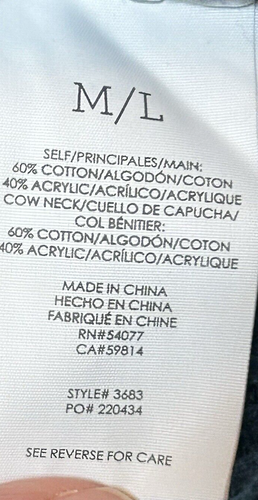 M/L
SELF/PRINCIPALES/MAIN:
60% COTTON/ALGODÓN/COTON
40% ACRYLIC/ACRÍLICO/ACRYLIQUE
COW NECK/CUELLO DE CAPUCHA/
COL BÉNITIER:
60% COTTON/ALGODÓN/COTON
40% ACRYLIC/ACRÍLICO/ACRYLIQUE
MADE IN CHINA
HECHO EN CHINA
FABRIQUÉ EN CHINE
RN#54077
CA#59814
STYLE# 3683
PO# 220434
SEE REVERSE FOR CARE